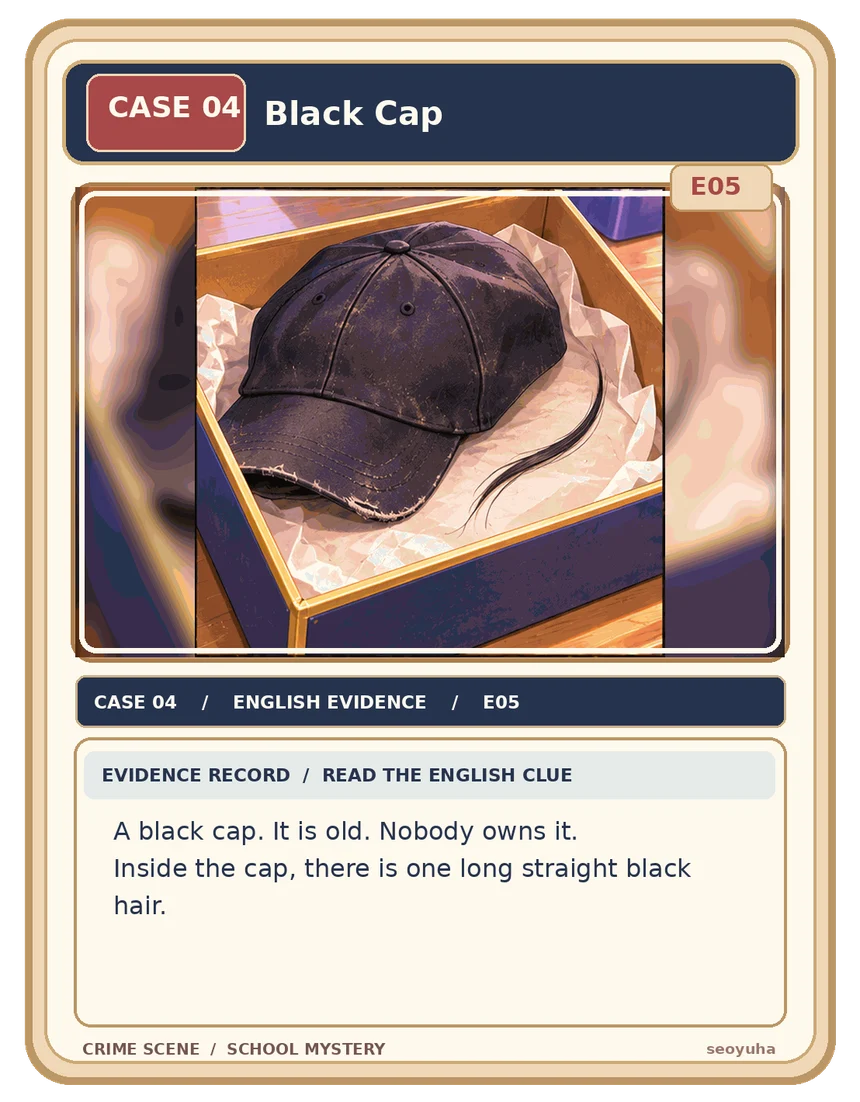 CASE 04
Black Cap
E05
CASE 04 / ENGLISH EVIDENCE / E05
EVIDENCE RECORD / READ THE ENGLISH CLUE
A black cap. It is old. Nobody owns it.
Inside the cap, there is one long straight black
hair.
CRIME SCENE / SCHOOL MYSTERY
seoyuha